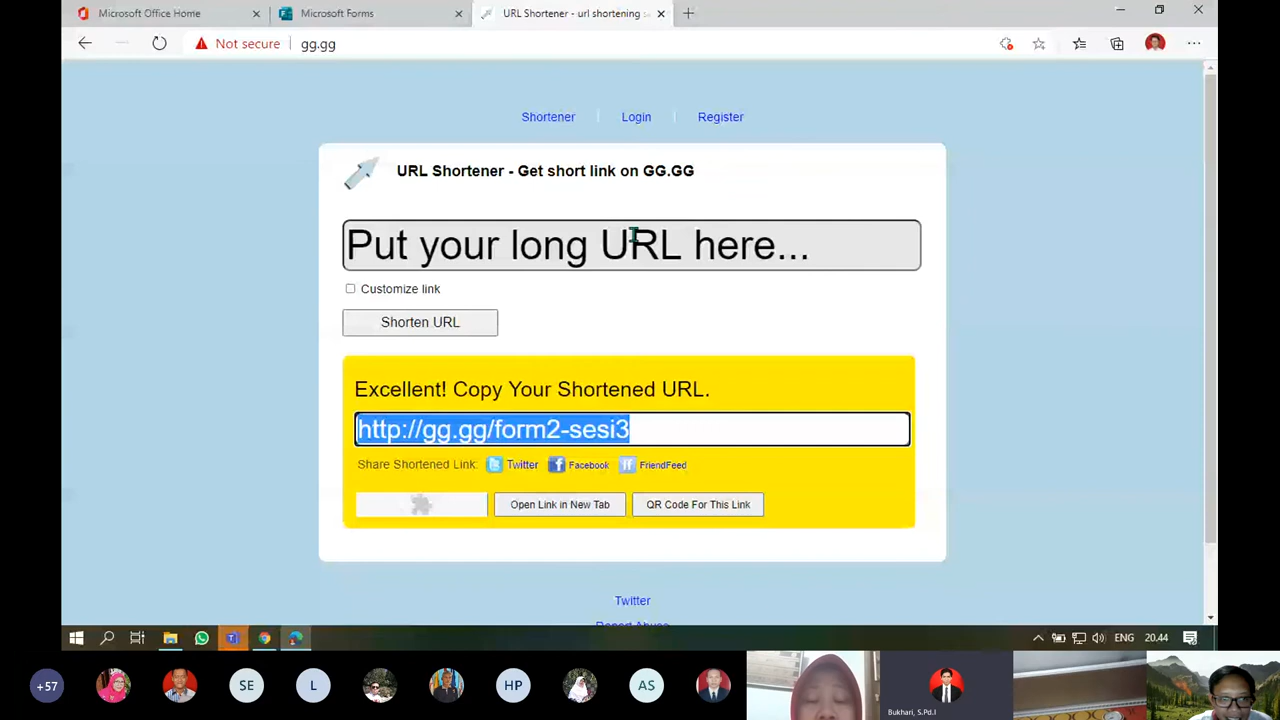 Microsoft Office Home
Microsoft Forms
URL Shortener - url shortening se
Not secure
gg.gg
Shortener
Login
Register
URL Shortener - Get short link on GG.GG
Put your long URL here...
Customize link
Shorten URL
Excellent! Copy Your Shortened URL.
http://gg.gg/form2-sesi3
Share Shortened Link:
Twitter
Facebook
FriendFeed
Open Link in New Tab
QR Code For This Link
Twitter
Report Abuse
ENG
20.44
+57
SE
L
HP
AS
Bukhari, S.Pd.I